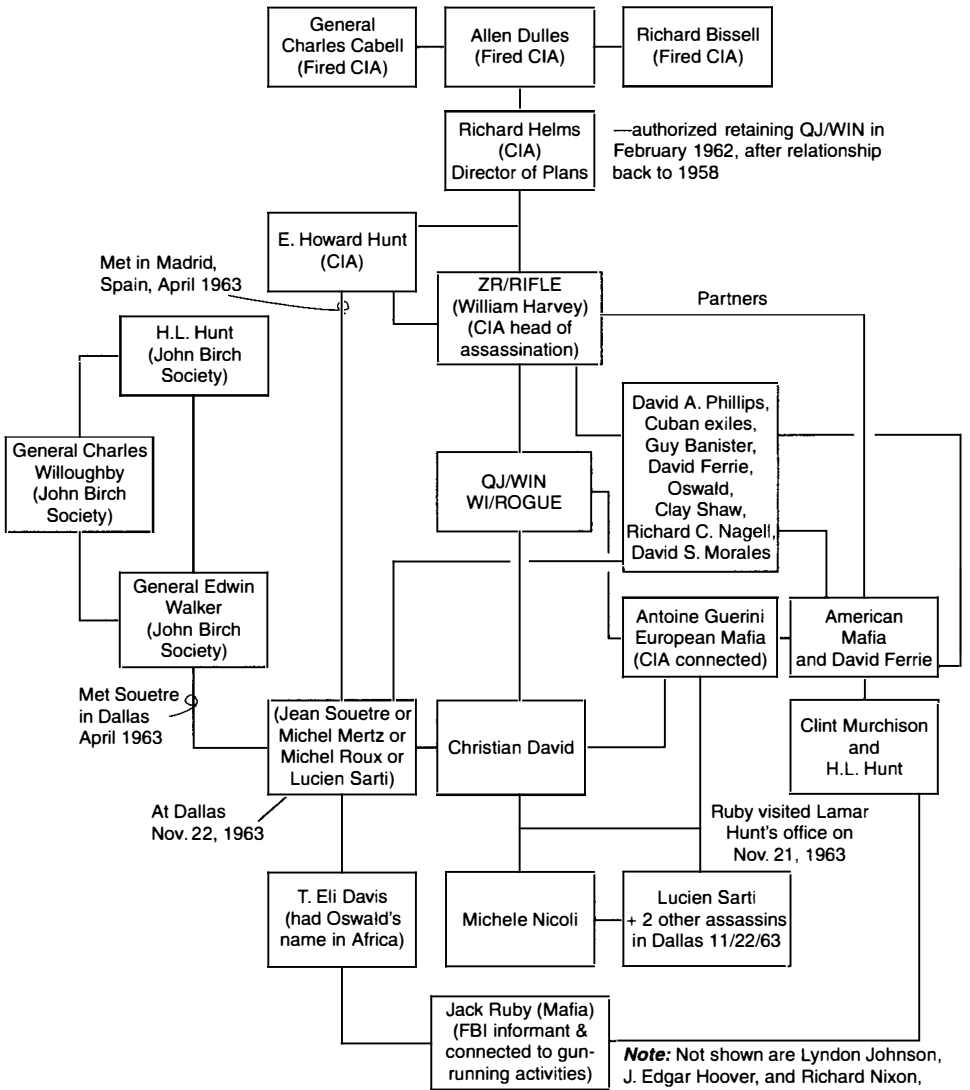 General
Charles Cabell
(Fired CIA)
Allen Dulles
(Fired CIA)
Richard Bissell
(Fired CIA)
Richard Helms
(CIA)
Director of Plans
—authorized retaining QJ/WIN in
February 1962, after relationship
back to 1958
E. Howard Hunt
(CIA)
Met in Madrid,
Spain, April 1963
ZR/RIFLE
(William Harvey)
(CIA head of
assassination)
Partners
H.L. Hunt
(John Birch
Society)
General Charles
Willoughby
(John Birch
Society)
David A. Phillips,
Cuban exiles,
Guy Banister,
David Ferrie,
Oswald,
Clay Shaw,
Richard C. Nagell,
David S. Morales
QJ/WIN
WI/ROGUE
General Edwin
Walker
(John Birch
Society)
Antoine Guerini
European Mafia
(CIA connected)
American
Mafia
and David Ferrie
Met Souetre
in Dallas
April 1963
(Jean Souetre or
Michel Mertz or
Michel Roux or
Lucien Sarti)
Christian David
Clint Murchison
and
H.L. Hunt
At Dallas
Nov. 22, 1963
Ruby visited Lamar
Hunt's office on
Nov. 21, 1963
T. Eli Davis
(had Oswald's
name in Africa)
Michele Nicoli
Lucien Sarti
+ 2 other assassins
in Dallas 11/22/63
Jack Ruby (Mafia)
(FBI informant &
connected to gun-
running activities)
Note: Not shown are Lyndon Johnson,
J. Edgar Hoover, and Richard Nixon,